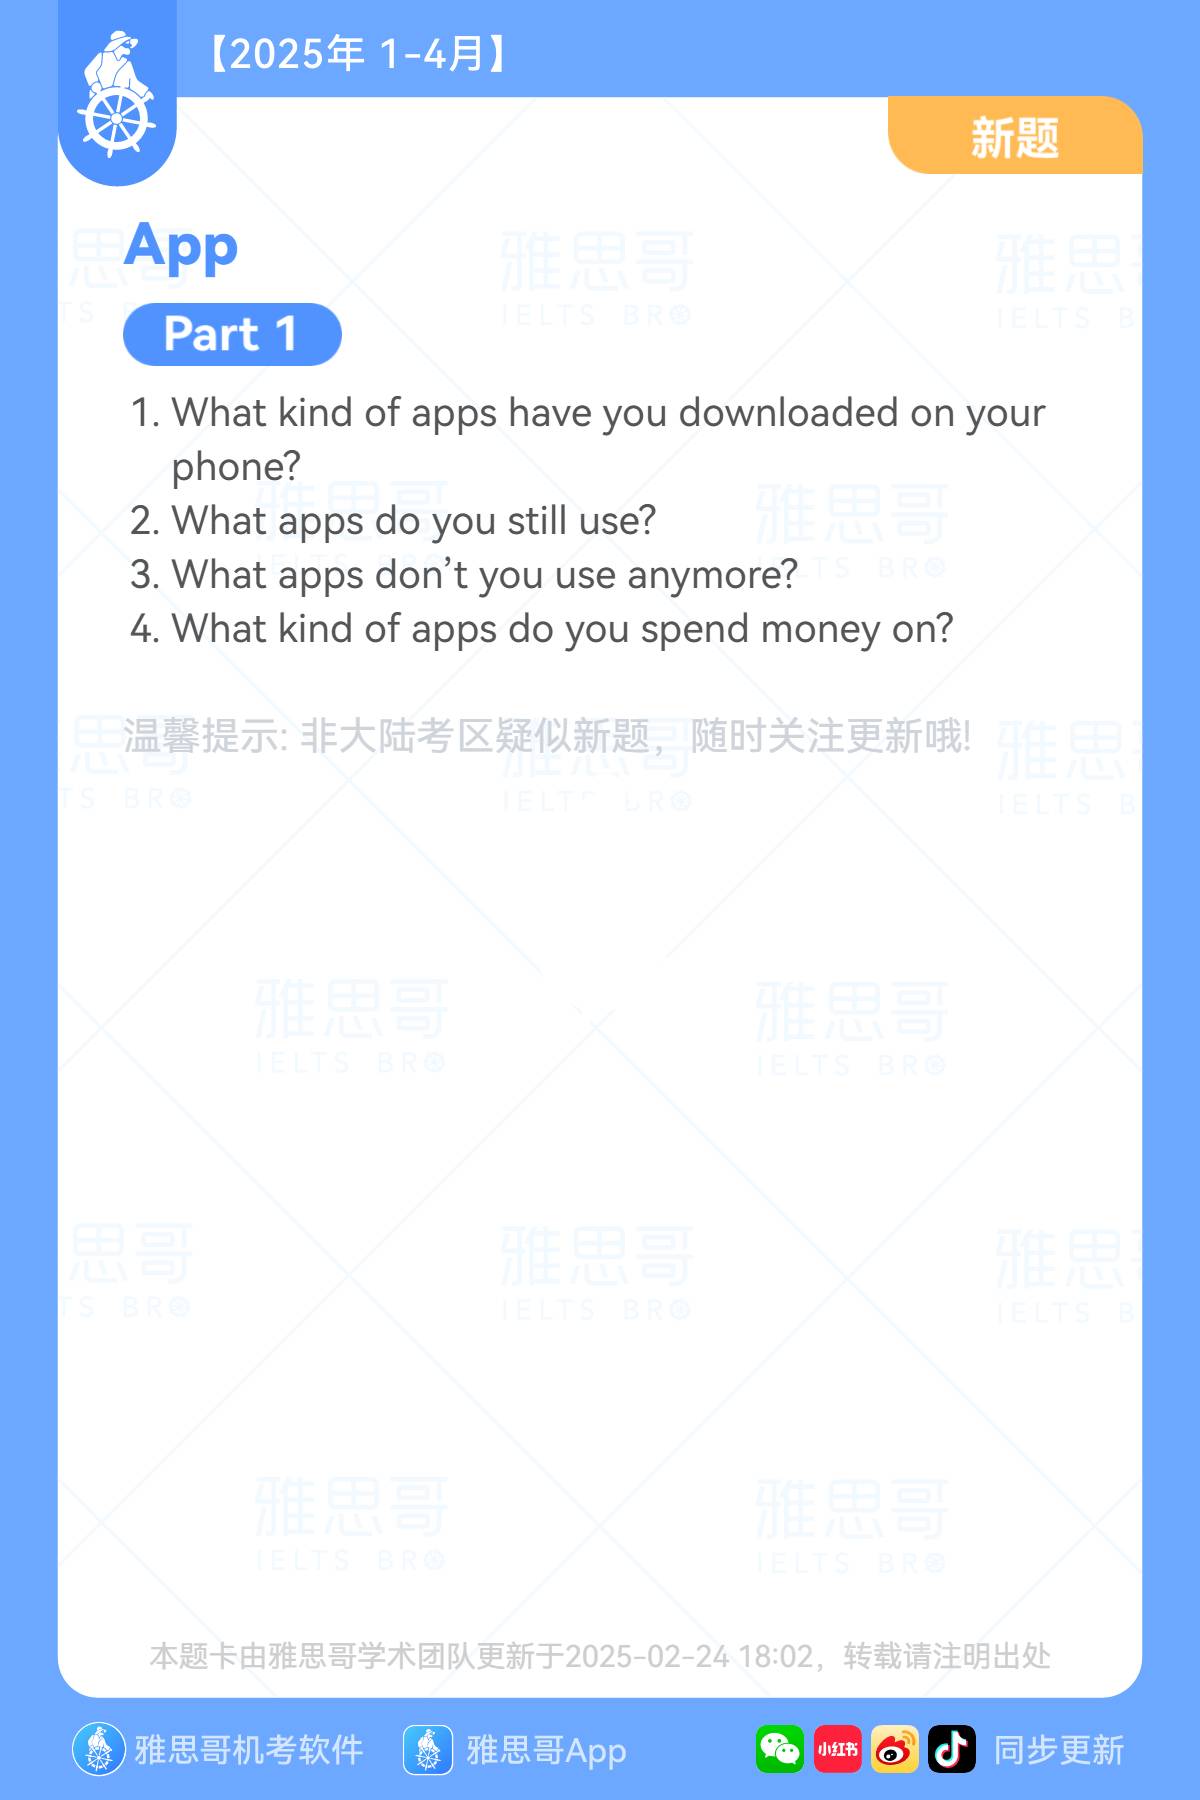 【2025年 1-4月】
新题
App
Part 1
1. What kind of apps have you downloaded on your
phone?
2. What apps do you still use?
3. What apps don’t you use anymore?
4. What kind of apps do you spend money on?
温馨提示: 非大陆考区疑似新题，随时关注更新哦!
雅思哥
IELTS BRO
本题卡由雅思哥学术团队更新于2025-02-24 18:02，转载请注明出处
雅思哥机考软件 雅思哥App 小红书 同步更新